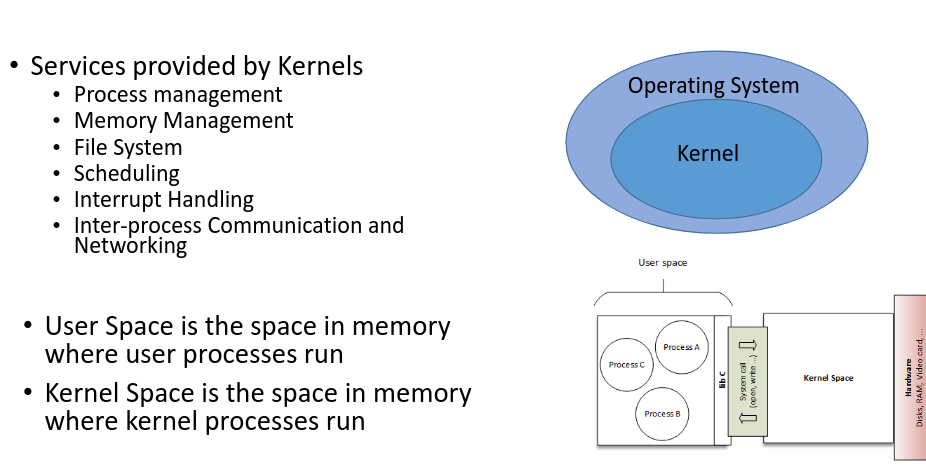 • Services provided by Kernels
• Process management
• Memory Management
• File System
• Scheduling
• Interrupt Handling
• Inter-process Communication and
Networking
• User Space is the space in memory
where user processes run
• Kernel Space is the space in memory
where kernel processes run
Operating System
Kernel
User space
Process A
Process C
Process B
lib C
System call
(open, write ...)
Kernel Space
Hardware
Disks, RAM, Video card, ...